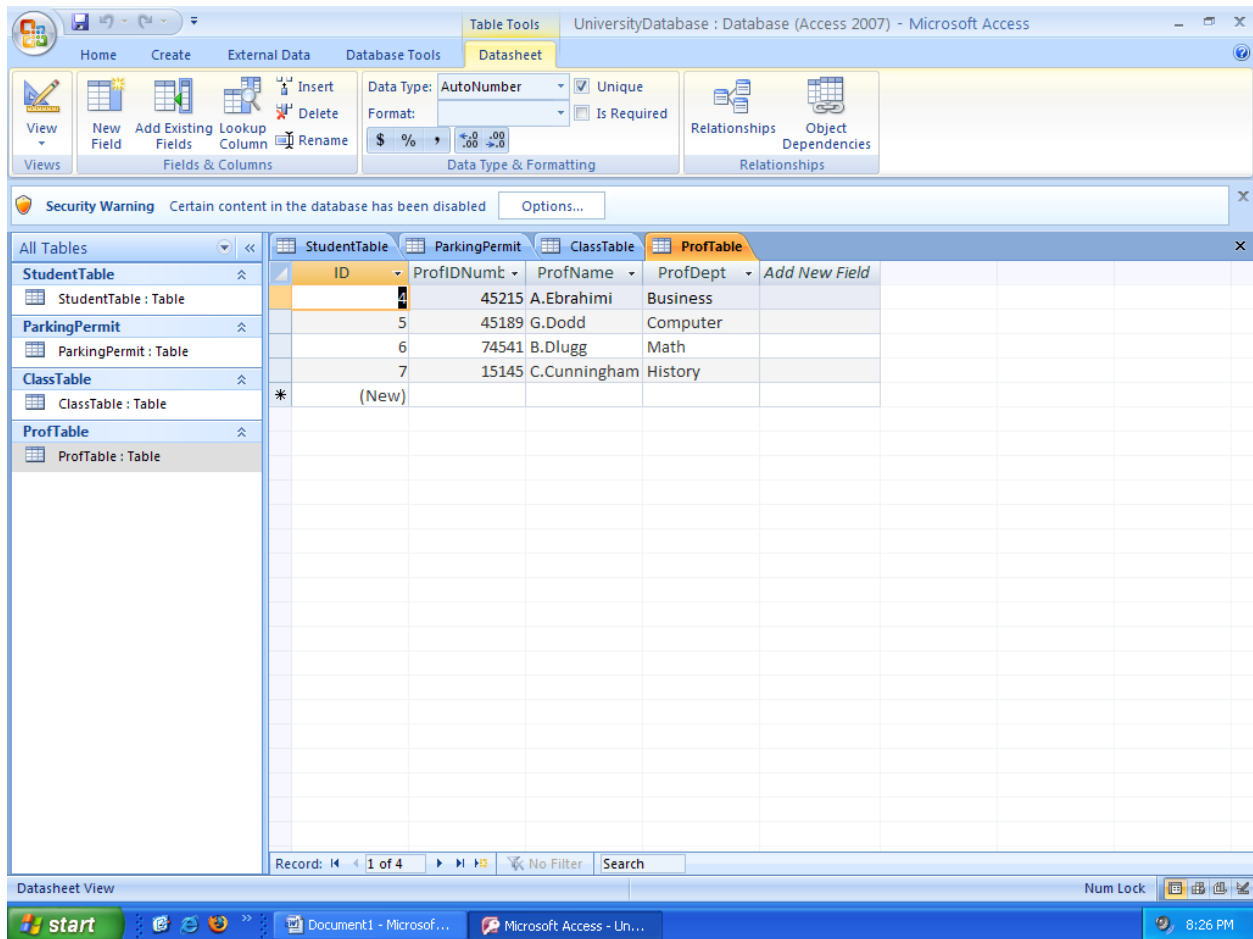 Table Tools UniversityDatabase : Database (Access 2007) - Microsoft Access
Home Create External Data Database Tools Datasheet
View
Views
New Field
Add Existing Fields
Lookup Column
Insert
Delete
Rename
Fields & Columns
Data Type: AutoNumber
Format:
Unique
Is Required
$ % , .0 .00 .00 .0
Data Type & Formatting
Relationships
Object Dependencies
Relationships
Security Warning Certain content in the database has been disabled Options...
All Tables
StudentTable
StudentTable : Table
ParkingPermit
ParkingPermit : Table
ClassTable
ClassTable : Table
ProfTable
ProfTable : Table
StudentTable ParkingPermit ClassTable ProfTable
ID ProfIDNumb ProfName ProfDept Add New Field
4 45215 A.Ebrahimi Business
5 45189 G.Dodd Computer
6 74541 B.Dlugg Math
7 15145 C.Cunningham History
(New)
Record: 1 of 4 No Filter Search
Datasheet View Num Lock
start Document1 - Microsof... Microsoft Access - Un... 8:26 PM